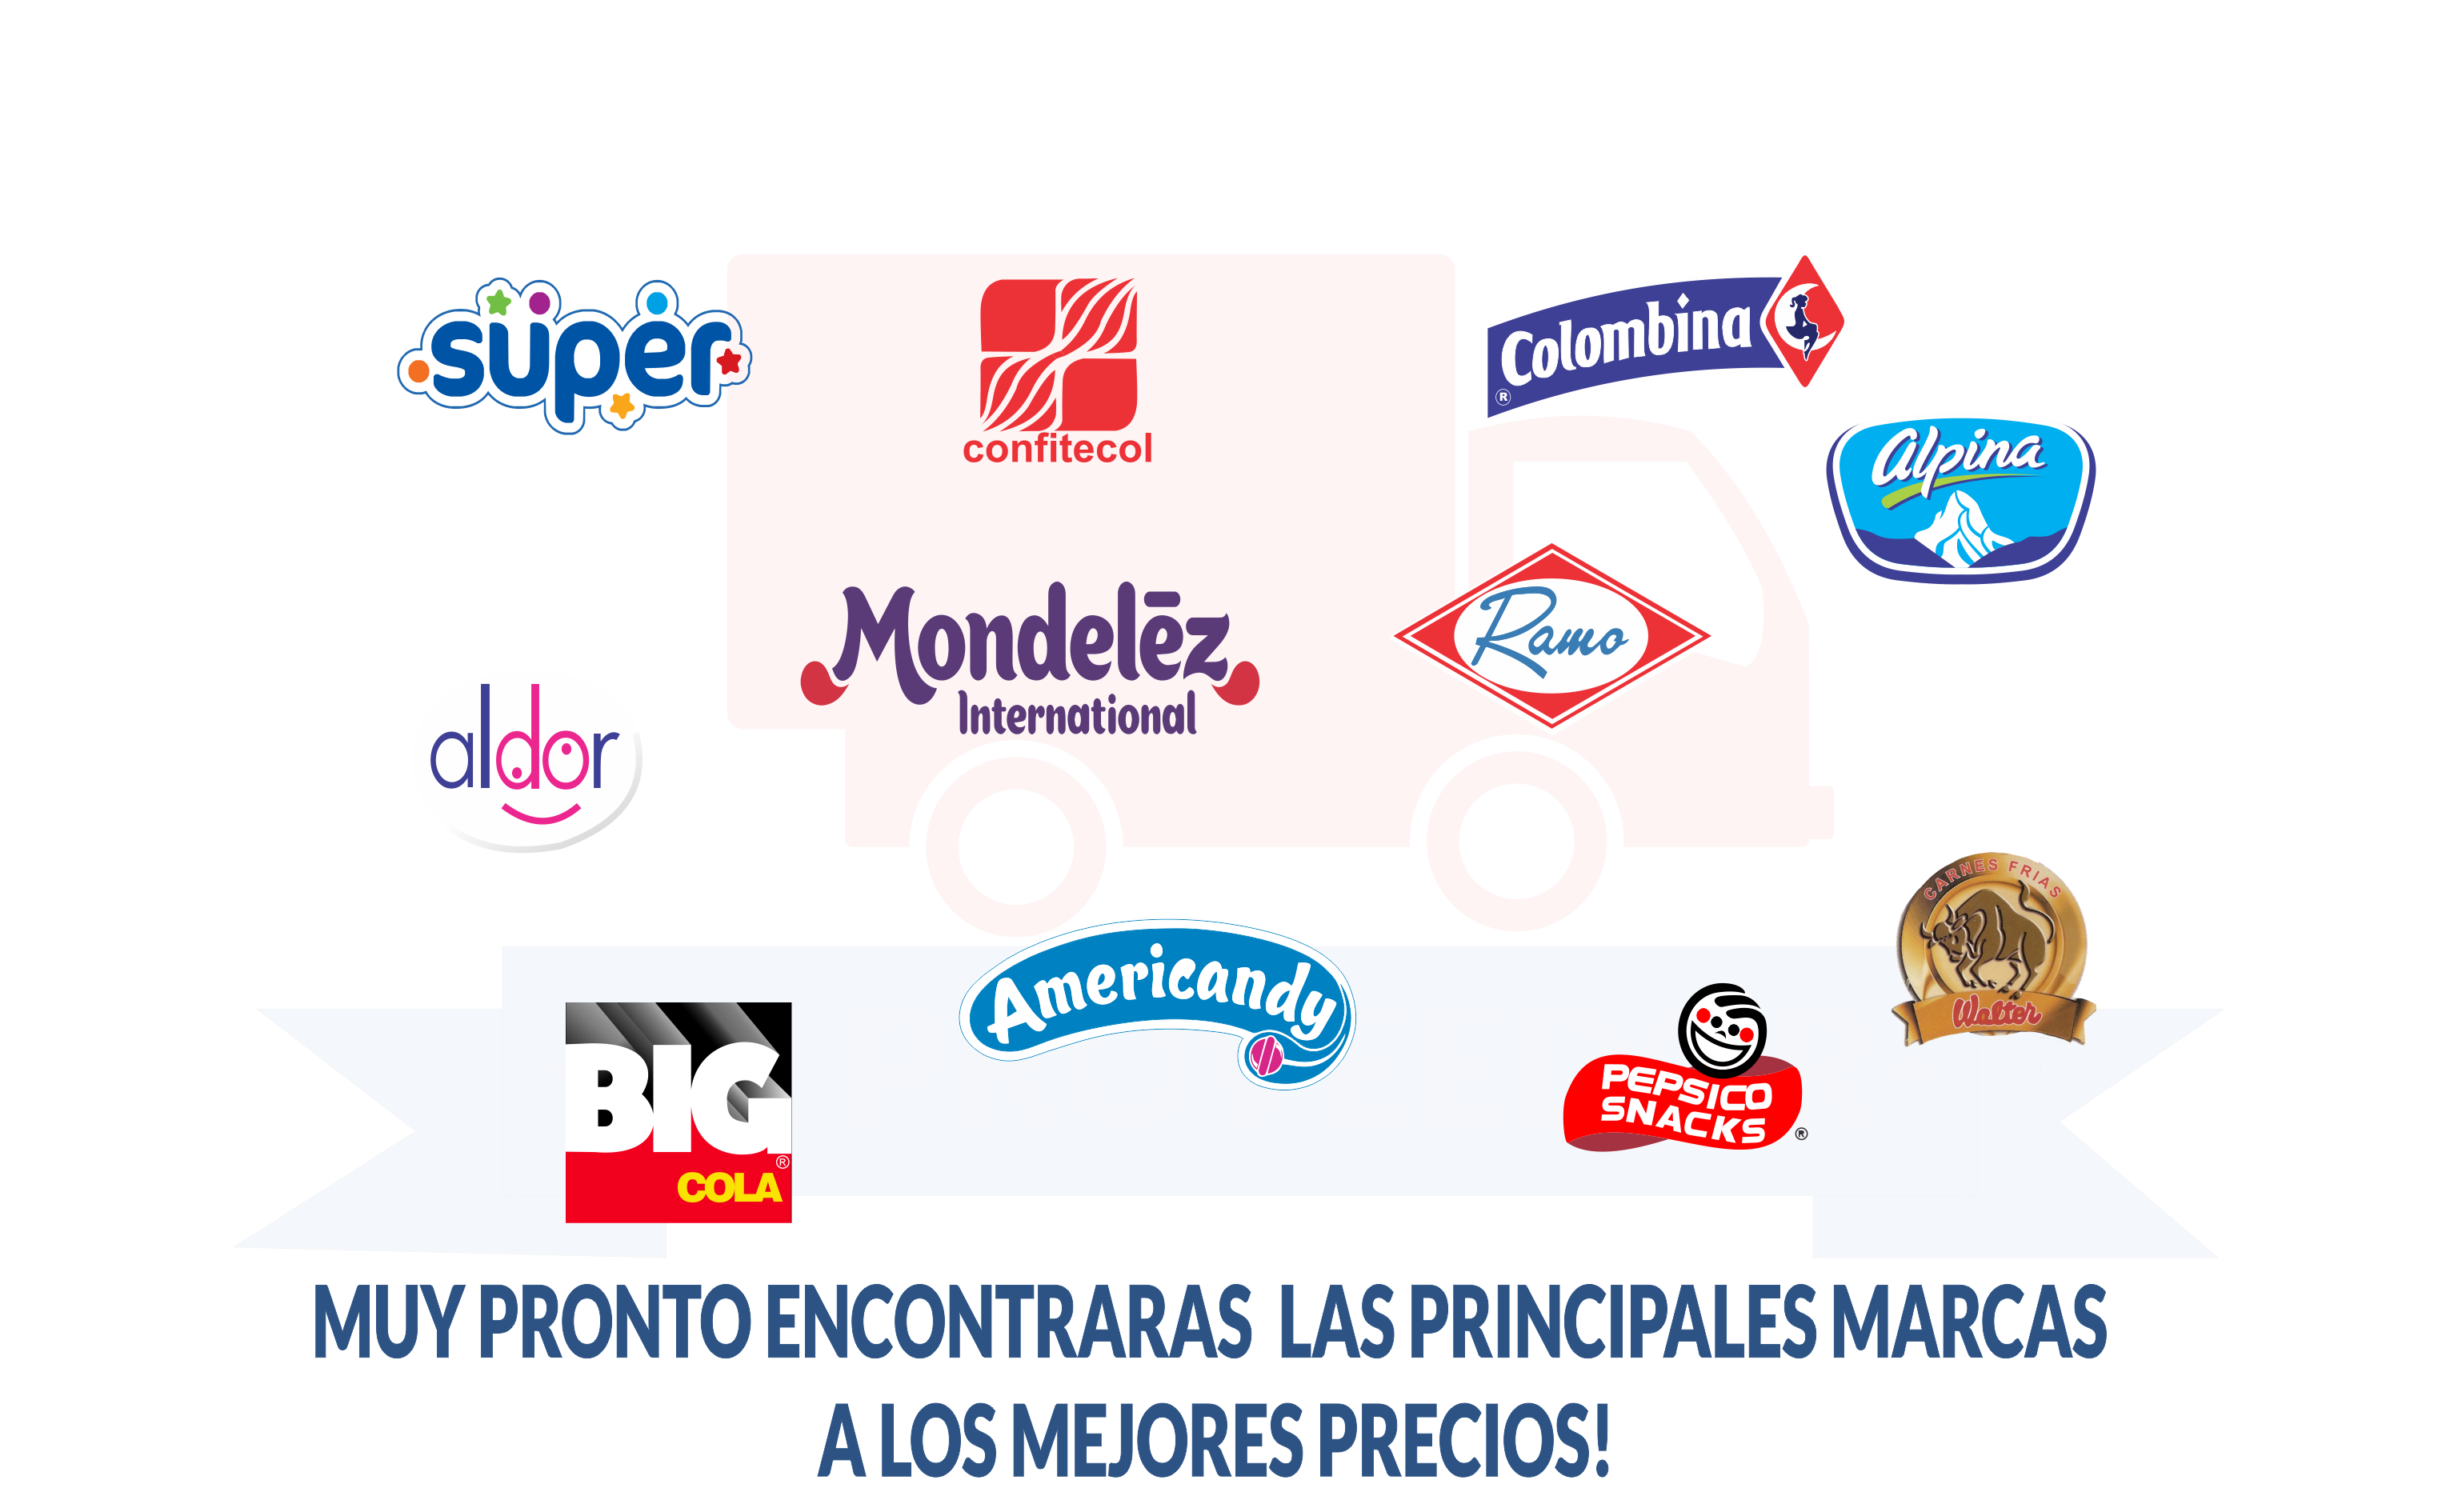 super
confitecol
Colombina
®
Alpina
Mondelēz
International
Ramo
aldor
CARNES FRIAS
Walter
Americandy
BIG
®
COLA
PEPSICO
SNACKS
®
MUY PRONTO ENCONTRARAS LAS PRINCIPALES MARCAS
A LOS MEJORES PRECIOS!